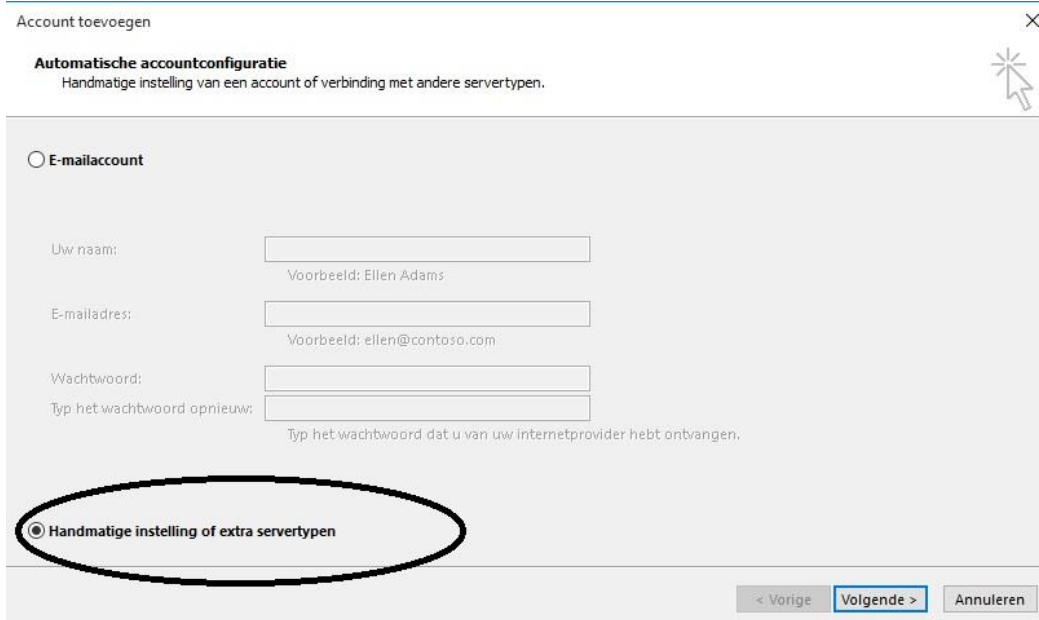 Account toevoegen
Automatische accountconfiguratie
Handmatige instelling van een account of verbinding met andere servertypen.
E-mailaccount
Uw naam:
Voorbeeld: Ellen Adams
E-mailadres:
Voorbeeld: ellen@contoso.com
Wachtwoord:
Typ het wachtwoord opnieuw:
Typ het wachtwoord dat u van uw internetprovider hebt ontvangen.
Handmatige instelling of extra servertypen
< Vorige Volgende > Annuleren